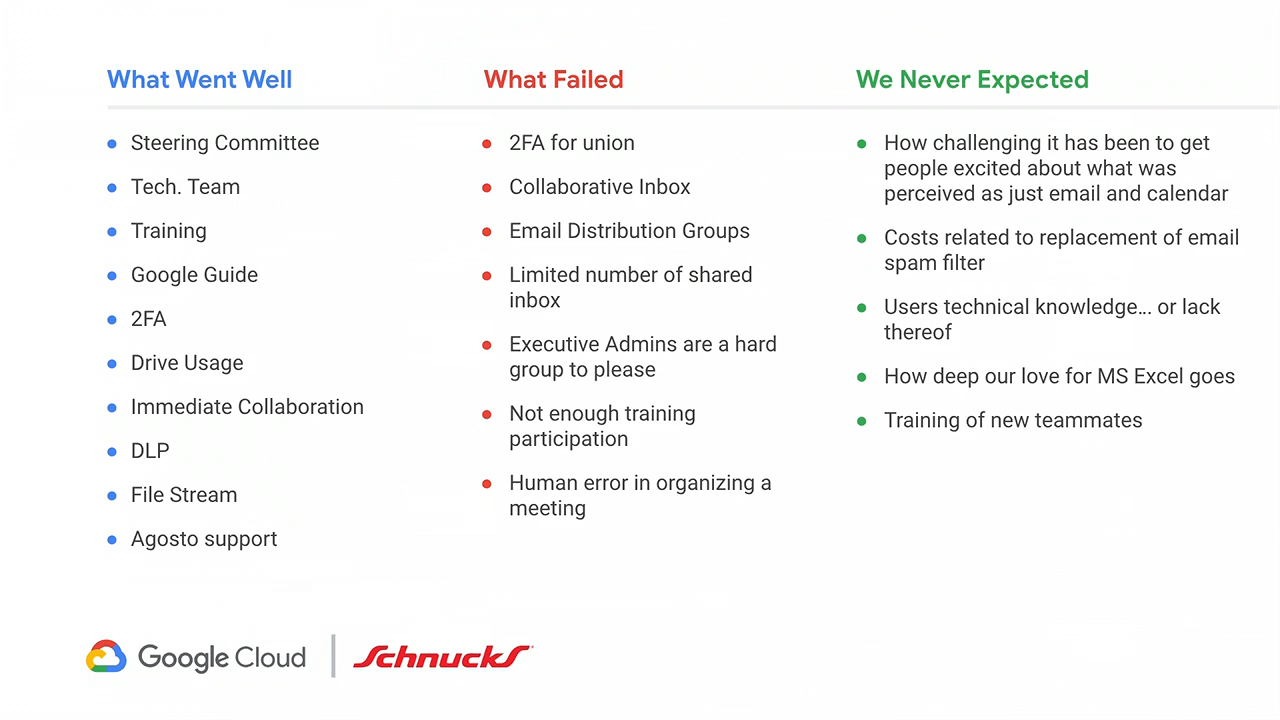 What Went Well
Steering Committee
Tech. Team
Training
Google Guide
2FA
Drive Usage
Immediate Collaboration
DLP
File Stream
Agosto support
What Failed
2FA for union
Collaborative Inbox
Email Distribution Groups
Limited number of shared
inbox
Executive Admins are a hard
group to please
Not enough training
participation
Human error in organizing a
meeting
We Never Expected
How challenging it has been to get
people excited about what was
perceived as just email and calendar
Costs related to replacement of email
spam filter
Users technical knowledge... or lack
thereof
How deep our love for MS Excel goes
Training of new teammates
Google Cloud
Schnucks